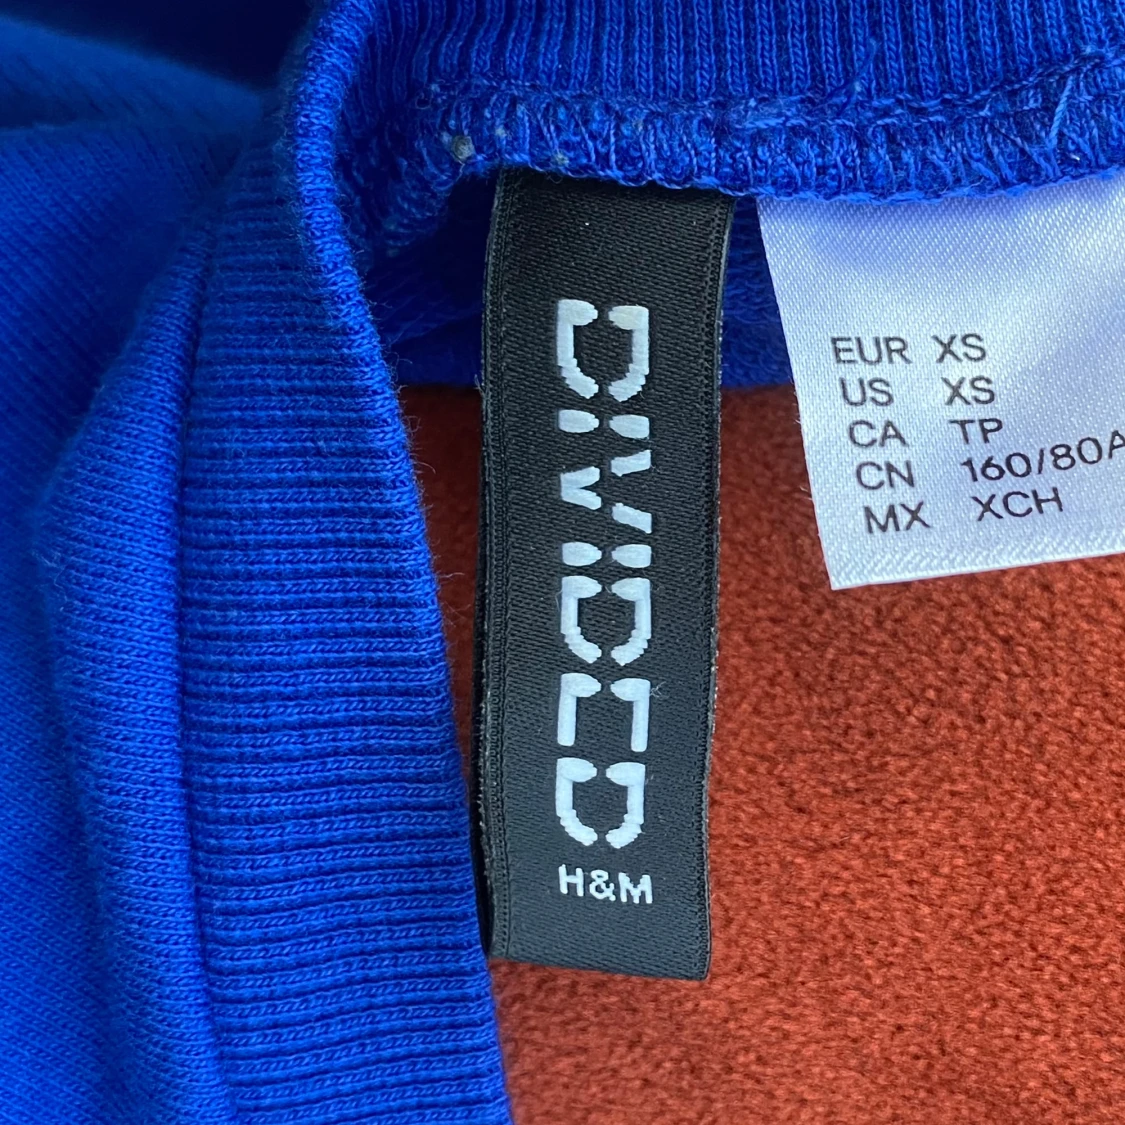 DIVIDED
H&M
EUR XS
US XS
CA TP
CN 160/80A
MX XCH